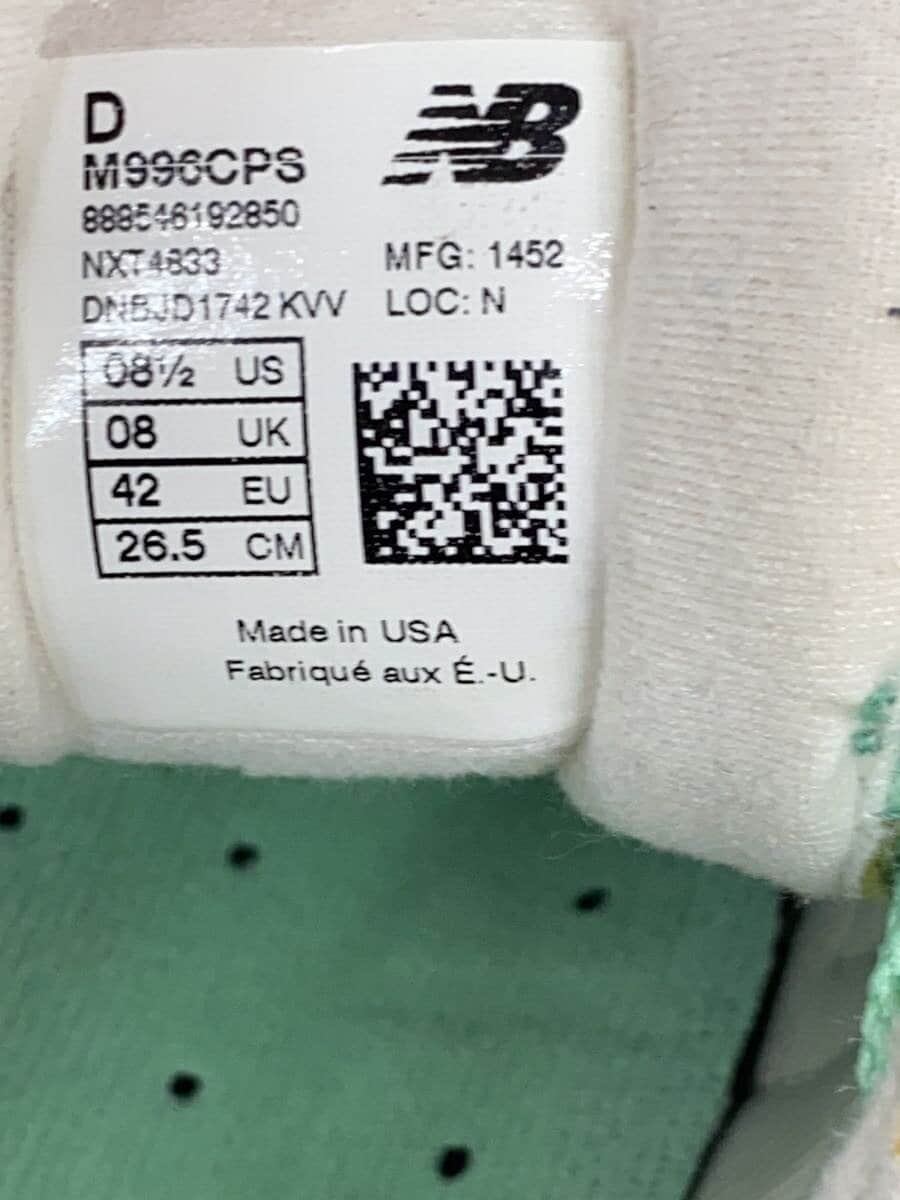 D
NB
M996CPS
888546192850
NXT4833 MFG: 1452
DNBJD1742 KVV LOC: N
08½ US
08 UK
42 EU
26.5 CM
Made in USA
Fabriqué aux É.-U.